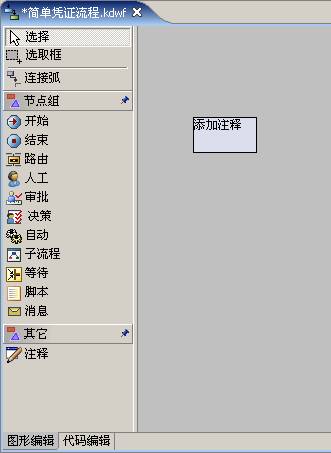 *简单凭证流程.kdwf
选择
选取框
连接弧
节点组
开始
结束
路由
人工
审批
决策
自动
子流程
等待
脚本
消息
其它
注释
添加注释
图形编辑 代码编辑